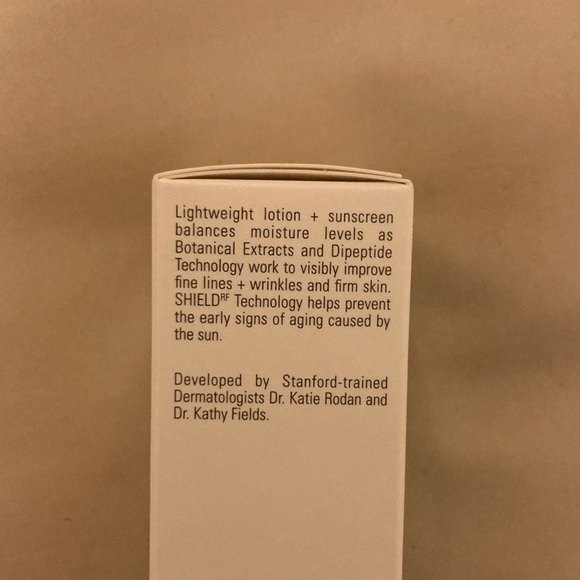 Lightweight lotion + sunscreen
balances moisture levels as
Botanical Extracts and Dipeptide
Technology work to visibly improve
fine lines + wrinkles and firm skin.
SHIELDRF Technology helps prevent
the early signs of aging caused by
the sun.
Developed by Stanford-trained
Dermatologists Dr. Katie Rodan and
Dr. Kathy Fields.